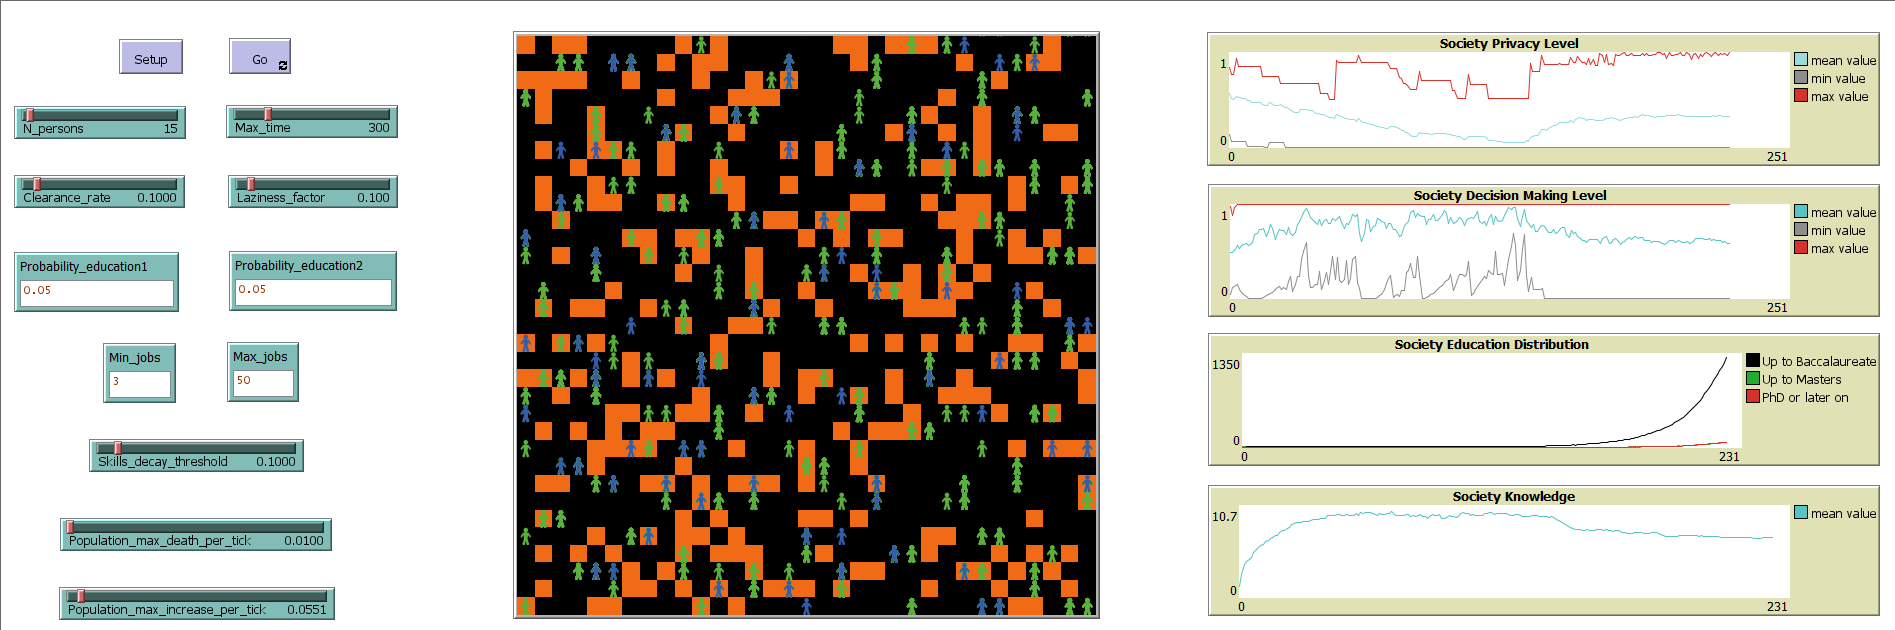 Setup
Go
N_persons 15
Max_time 300
Clearance_rate 0.1000
Laziness_factor 0.100
Probability_education1
0.05
Probability_education2
0.05
Min_jobs
3
Max_jobs
50
Skills_decay_threshold 0.1000
Population_max_death_per_tick 0.0100
Population_max_increase_per_tick 0.0551
Society Privacy Level
1
0
0
251
mean value
min value
max value
Society Decision Making Level
1
0
0
251
mean value
min value
max value
Society Education Distribution
1350
0
0
231
Up to Baccalaureate
Up to Masters
PhD or later on
Society Knowledge
10.7
0
0
231
mean value